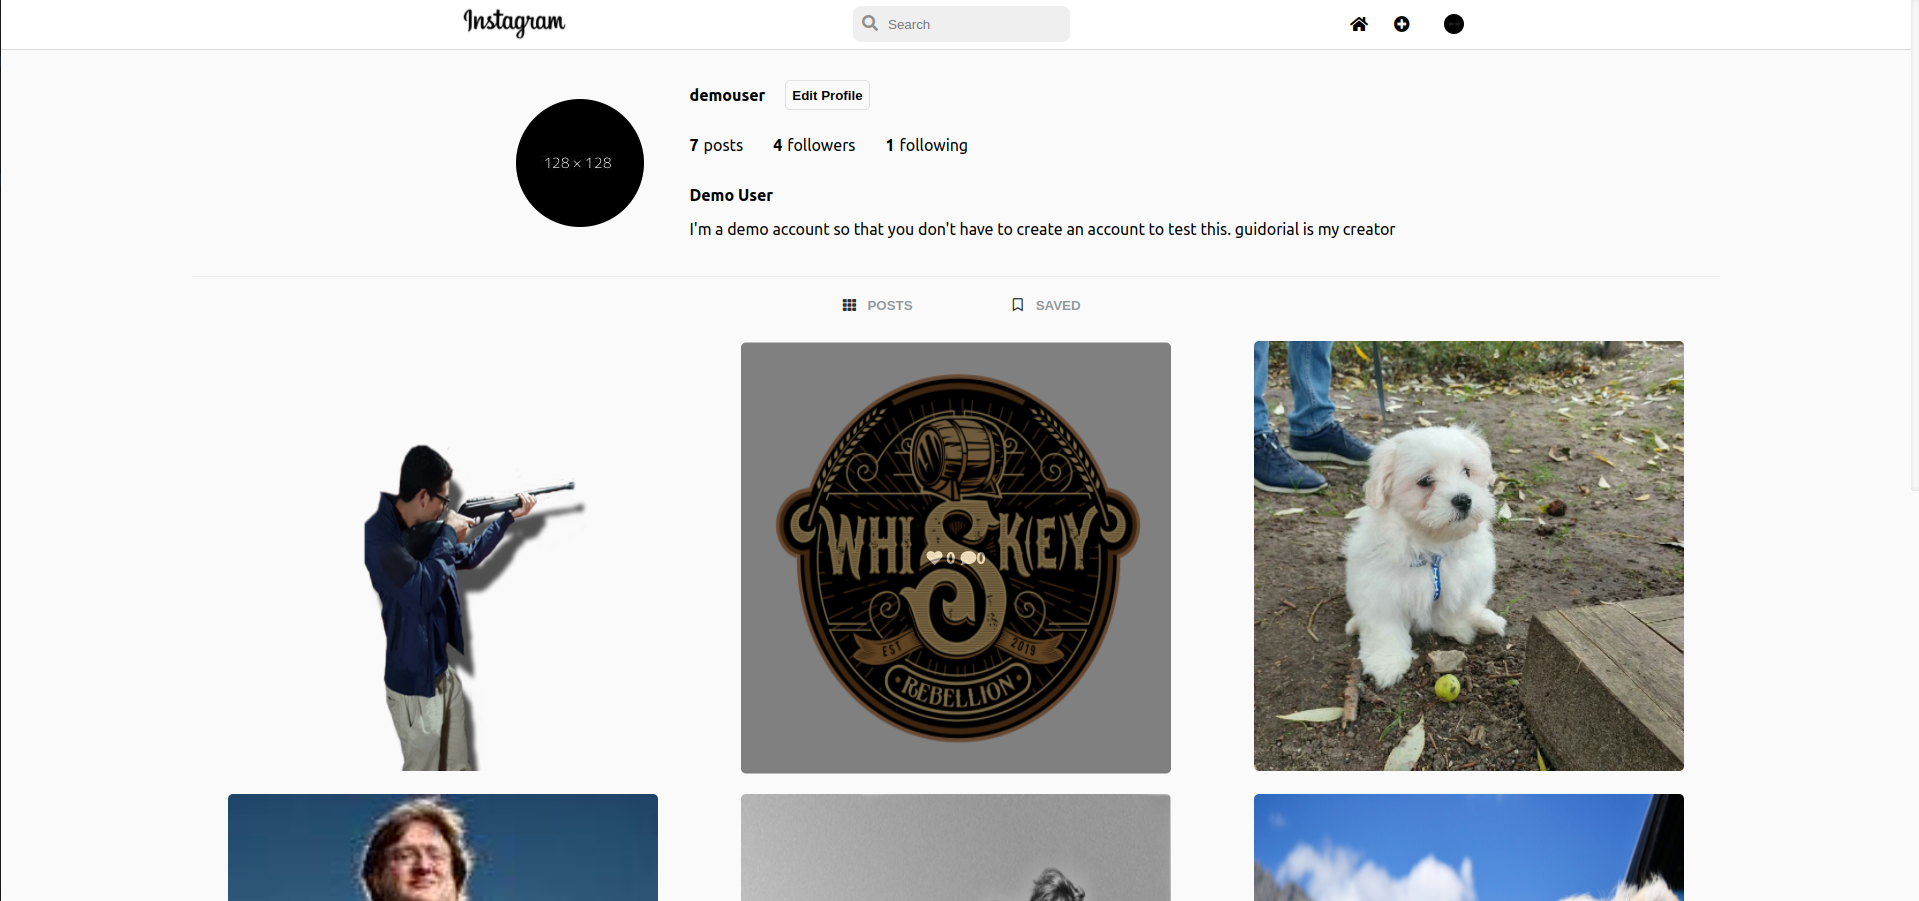 Instagram
Search
demouser
Edit Profile
7 posts
4 followers
1 following
128 × 128
Demo User
I'm a demo account so that you don't have to create an account to test this. guidorial is my creator
POSTS
SAVED
WHISKEY
0 0
EST 2019
REBELLION